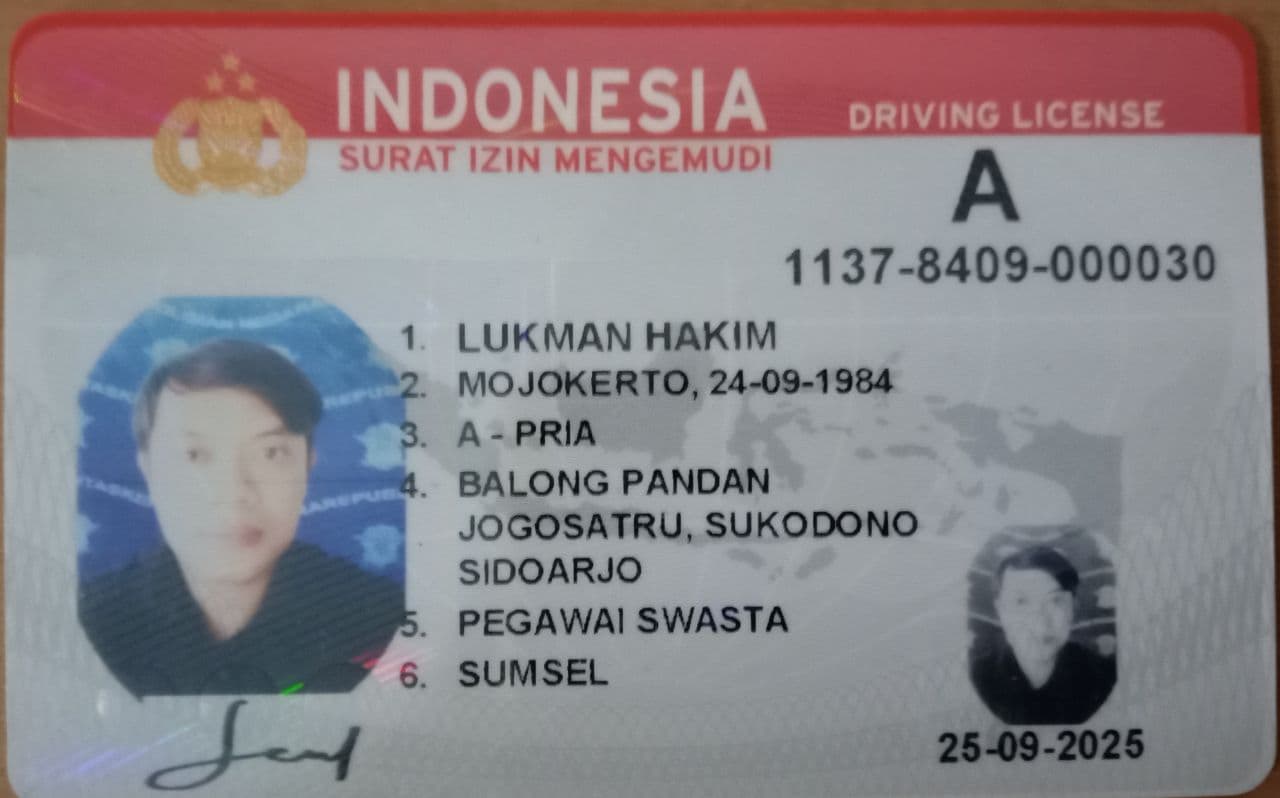 INDONESIA
DRIVING LICENSE
SURAT IZIN MENGEMUDI
A
1137-8409-000030
1. LUKMAN HAKIM
2. MOJOKERTO, 24-09-1984
3. A - PRIA
4. BALONG PANDAN
JOGOSATRU, SUKODONO
SIDOARJO
5. PEGAWAI SWASTA
6. SUMSEL
25-09-2025